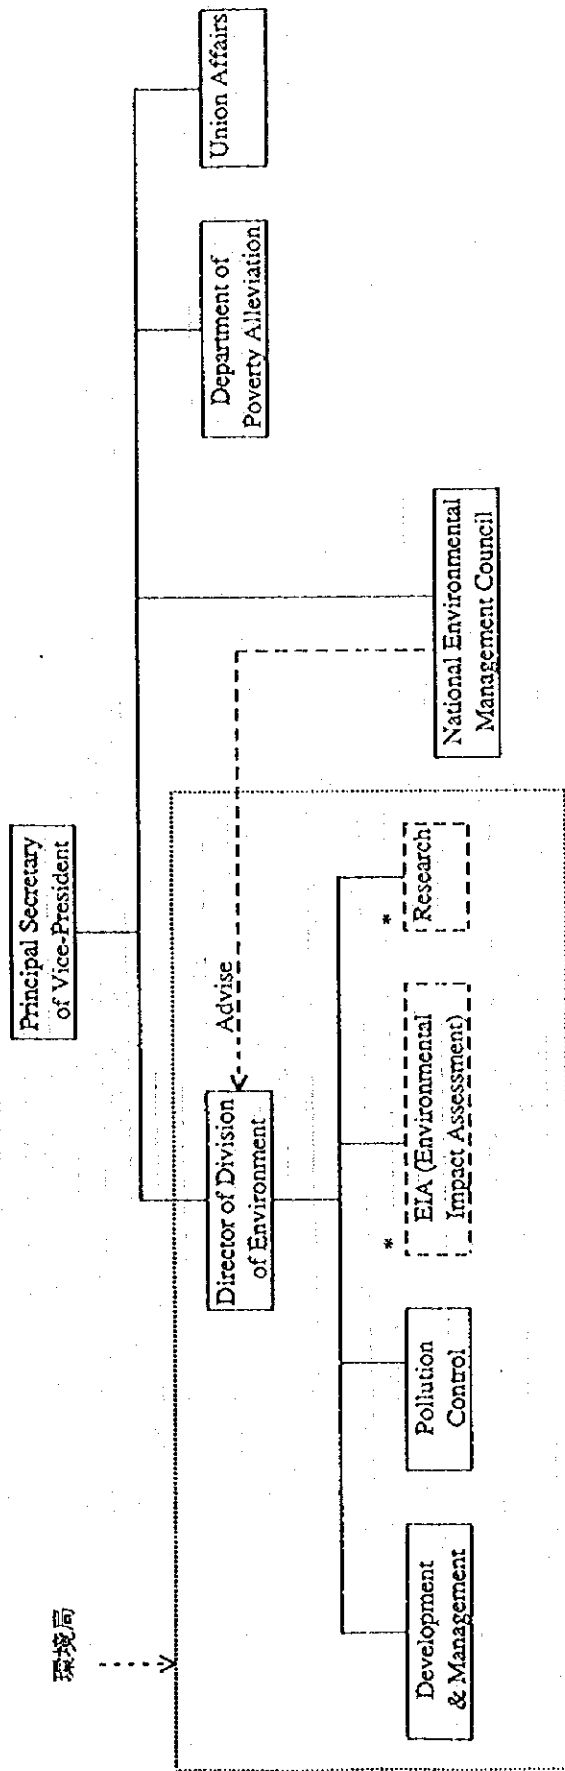 環境局
Principal Secretary
of Vice-President
Director of Division
of Environment
Advise
Department of
Poverty Alleviation
Union Affairs
National Environmental
Management Council
Development
& Management
Pollution
Control
*
EIA (Environmental
Impact Assessment)
*
Research